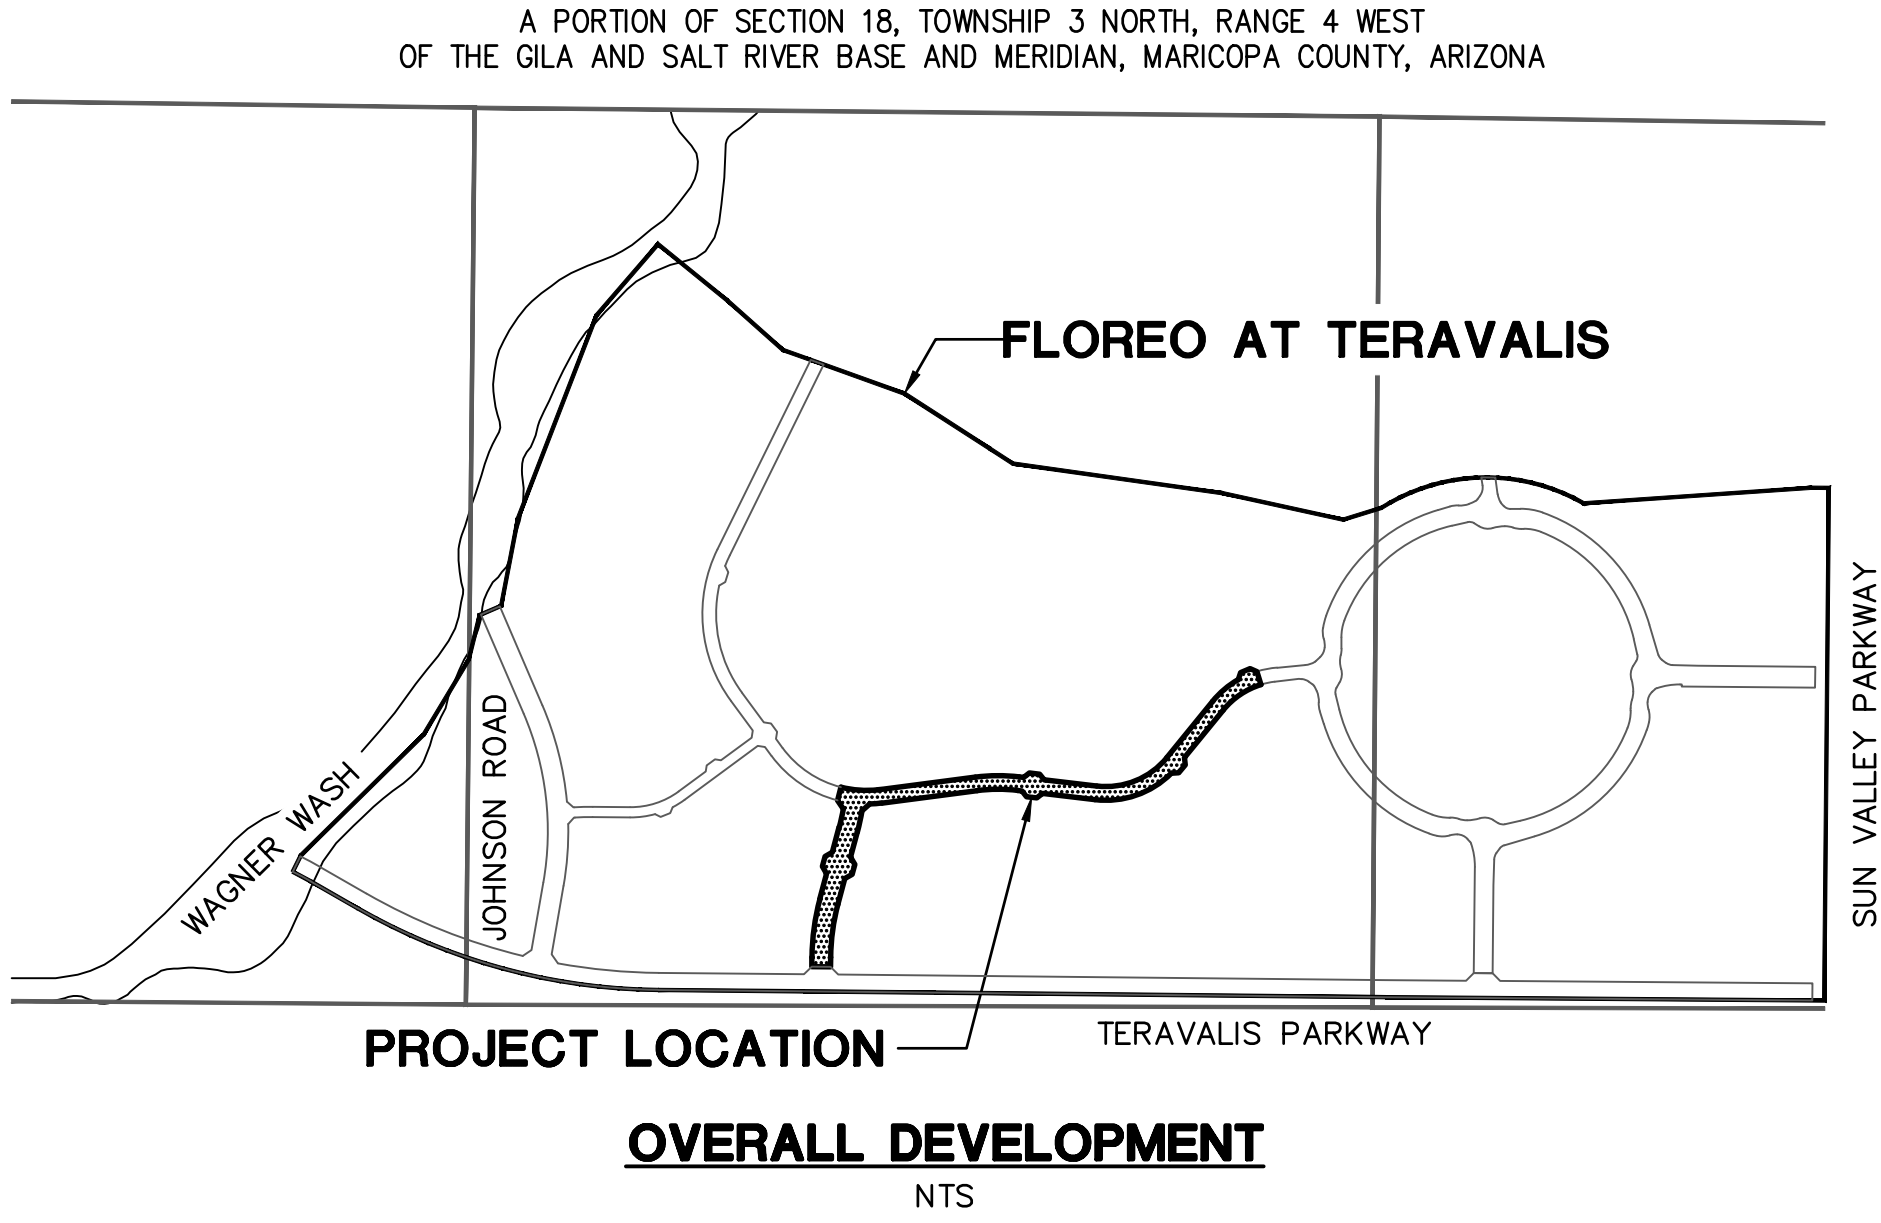 A PORTION OF SECTION 18, TOWNSHIP 3 NORTH, RANGE 4 WEST
OF THE GILA AND SALT RIVER BASE AND MERIDIAN, MARICOPA COUNTY, ARIZONA
FLOREO AT TERAVALIS
WAGNER WASH
JOHNSON ROAD
SUN VALLEY PARKWAY
TERAVALIS PARKWAY
PROJECT LOCATION
OVERALL DEVELOPMENT
NTS